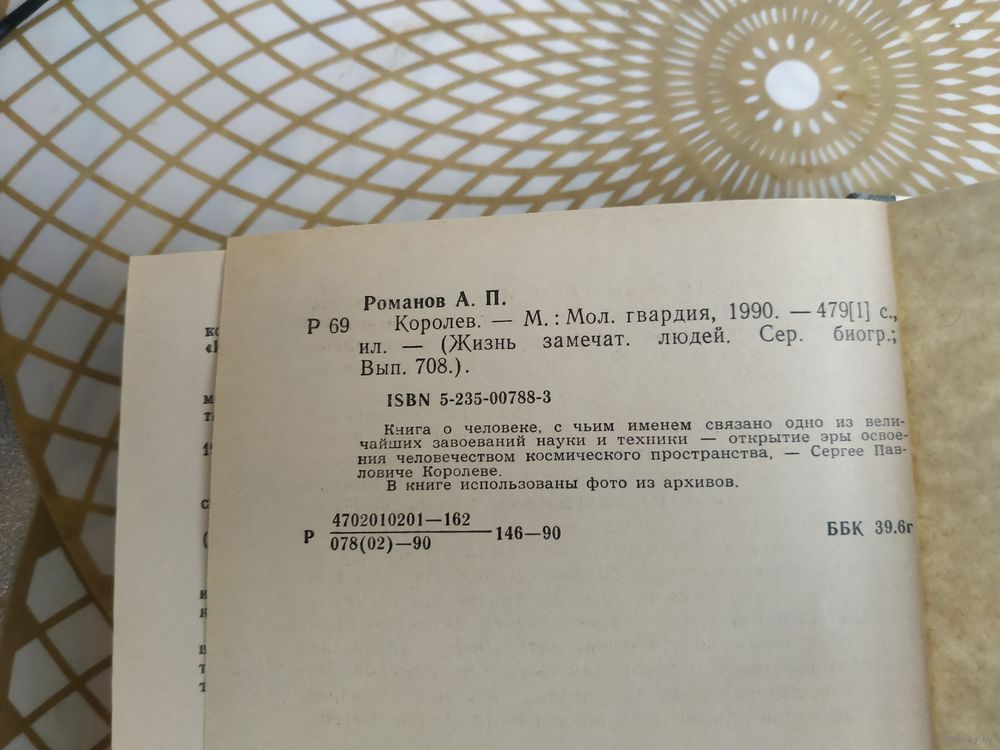 Романов А. П.
Р 69 Королев. — М. : Мол. гвардия, 1990. — 479[1] с.,
ил. — (Жизнь замечат. людей. Сер. биогр.;
Вып. 708.).
ISBN 5-235-00788-3
Книга о человеке, с чьим именем связано одно из вели-
чайших завоеваний науки и техники — открытие эры освое-
ния человечеством космического пространства, — Сергее Пав-
ловиче Королеве.
В книге использованы фото из архивов.
4702010201—162
Р 146—90 ББК 39.6г
078(02)—90